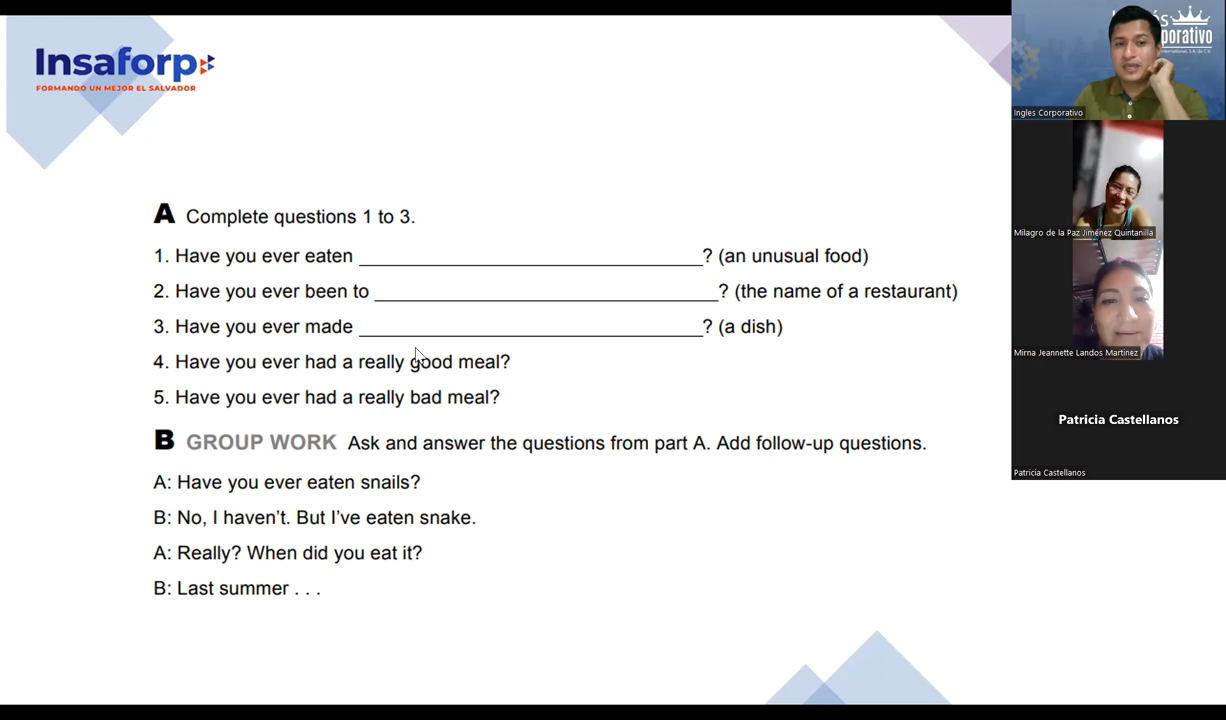 Insaforp
FORMANDO UN MEJOR EL SALVADOR
A Complete questions 1 to 3.
1. Have you ever eaten ______________________________? (an unusual food)
2. Have you ever been to ______________________________? (the name of a restaurant)
3. Have you ever made ______________________________? (a dish)
4. Have you ever had a really good meal?
5. Have you ever had a really bad meal?
B GROUP WORK Ask and answer the questions from part A. Add follow-up questions.
A: Have you ever eaten snails?
B: No, I haven't. But I've eaten snake.
A: Really? When did you eat it?
B: Last summer . . .
Ingles Corporativo
Milagro de la Paz Jiménez Quintanilla
Mirna Jeannette Landos Martinez
Patricia Castellanos
Patricia Castellanos